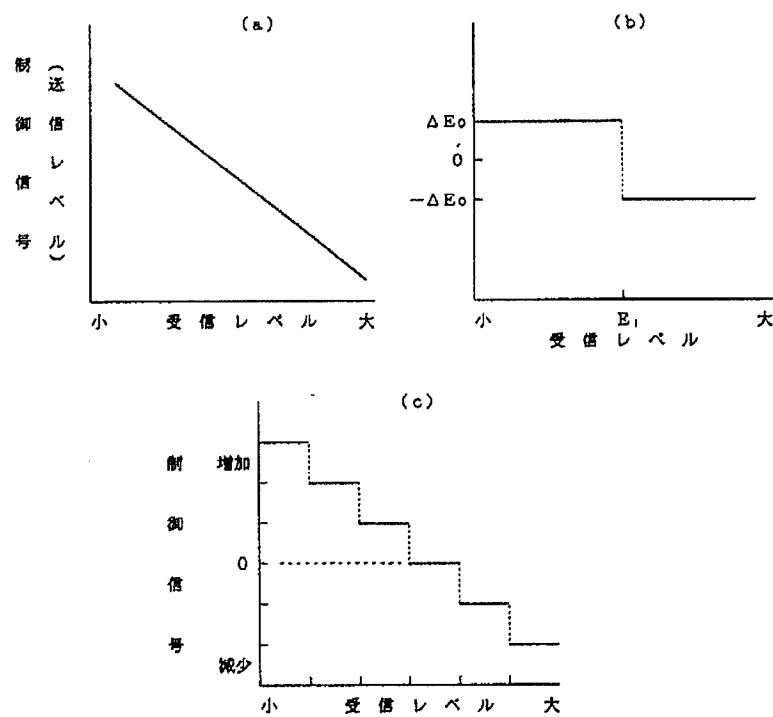 (a)
制御信号
(送信レベル)
小 受信レベル 大
(b)
ΔE₀
0
−ΔE₀
小 E₁ 大
受信レベル
(c)
制御信号
増加
0
減少
小 受信レベル 大